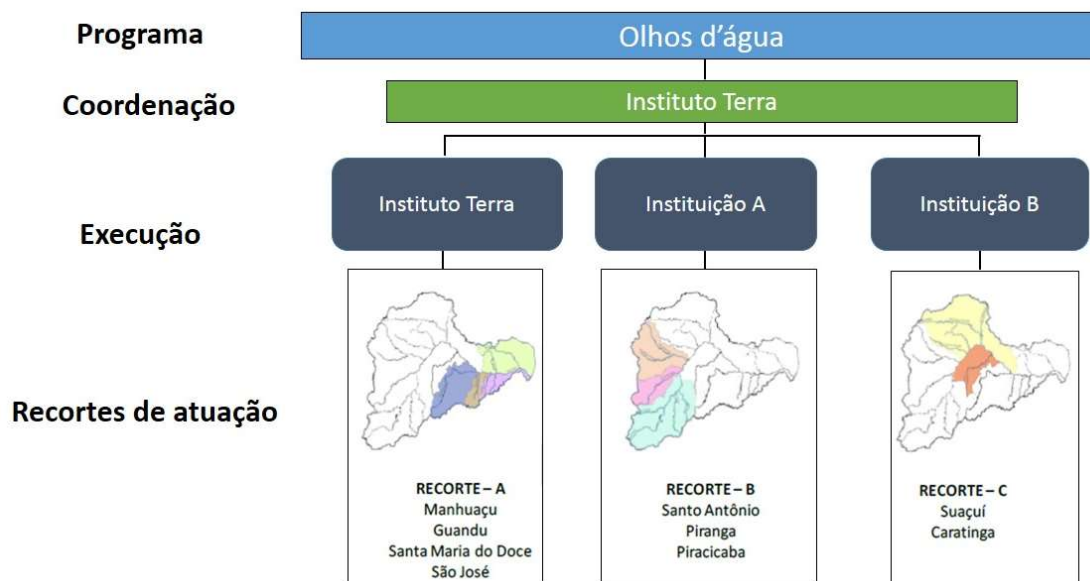 Programa
Olhos d'água
Coordenação
Instituto Terra
Execução
Instituto Terra
Instituição A
Instituição B
Recortes de atuação
RECORTE – A
Manhuaçu
Guandu
Santa Maria do Doce
São José
RECORTE – B
Santo Antônio
Piranga
Piracicaba
RECORTE – C
Suaçuí
Caratinga